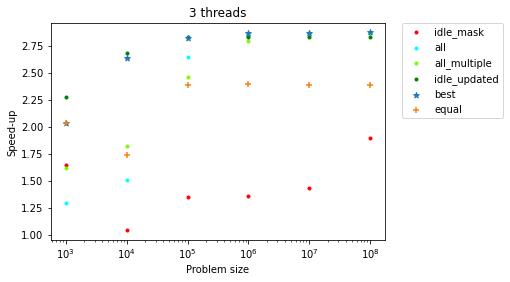 3 threads
Speed-up
2.75
2.50
2.25
2.00
1.75
1.50
1.25
1.00
10³
10⁴
10⁵
10⁶
10⁷
10⁸
Problem size
idle_mask
all
all_multiple
idle_updated
best
equal